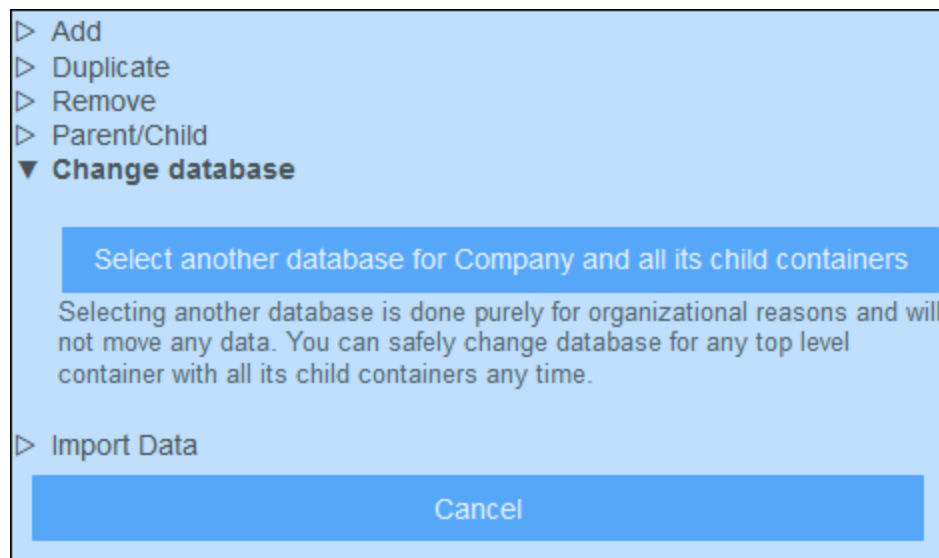 Add
Duplicate
Remove
Parent/Child
Change database
Select another database for Company and all its child containers
Selecting another database is done purely for organizational reasons and will
not move any data. You can safely change database for any top level
container with all its child containers any time.
Import Data
Cancel